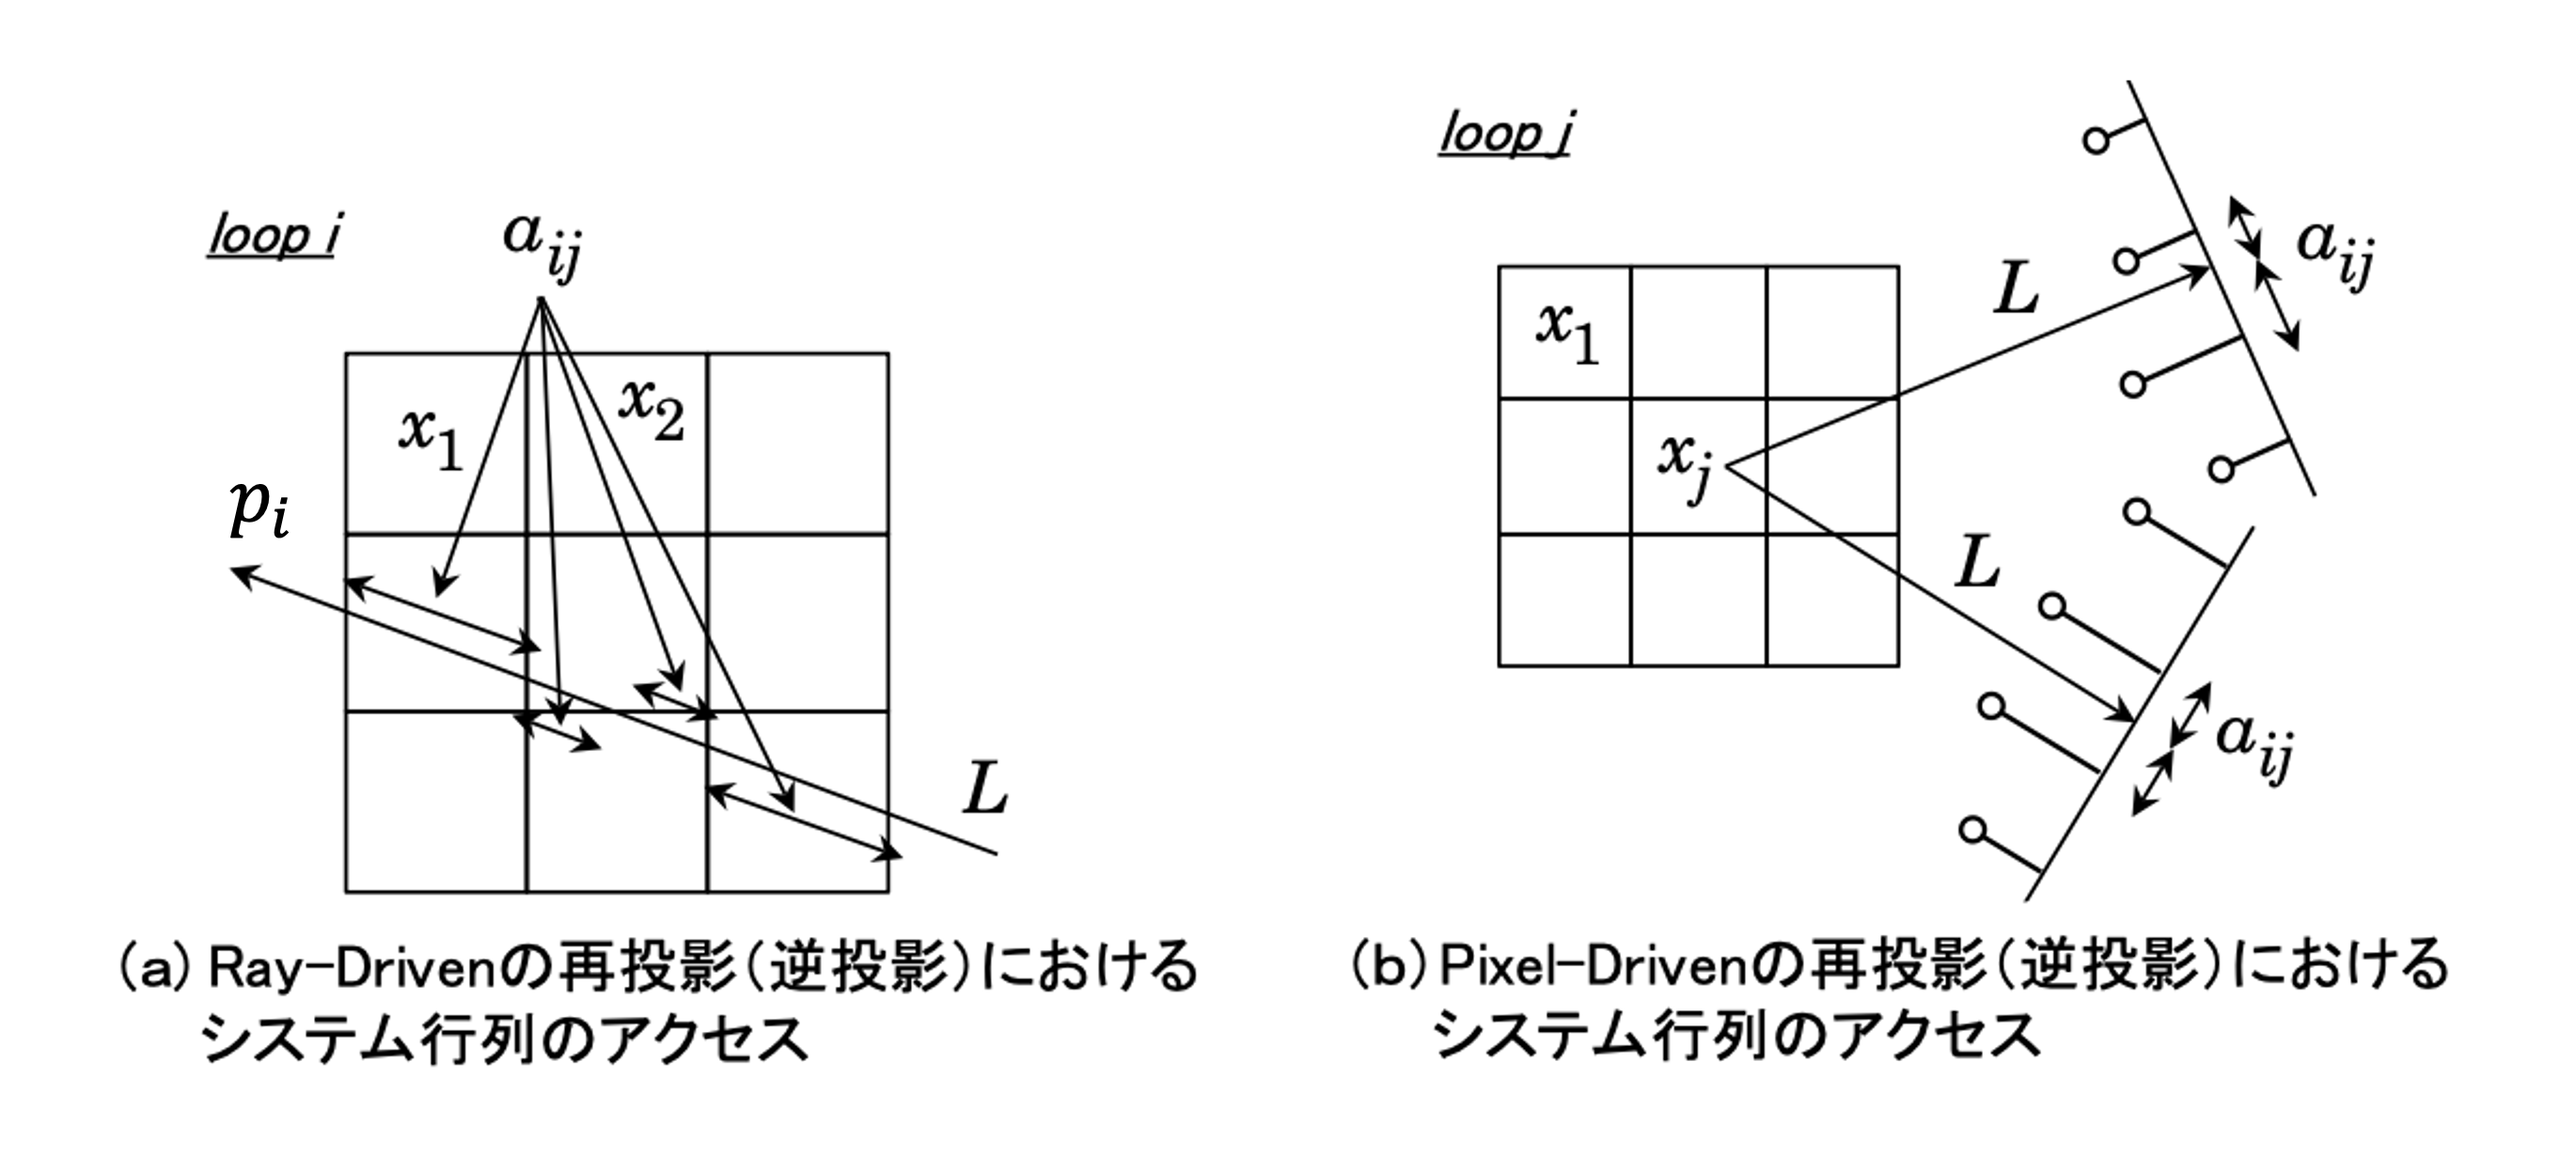 loop i
a_{ij}
x_1
x_2
p_i
L
(a) Ray-Drivenの再投影(逆投影)における
システム行列のアクセス
loop j
x_1
x_j
L
L
a_{ij}
a_{ij}
(b) Pixel-Drivenの再投影(逆投影)における
システム行列のアクセス